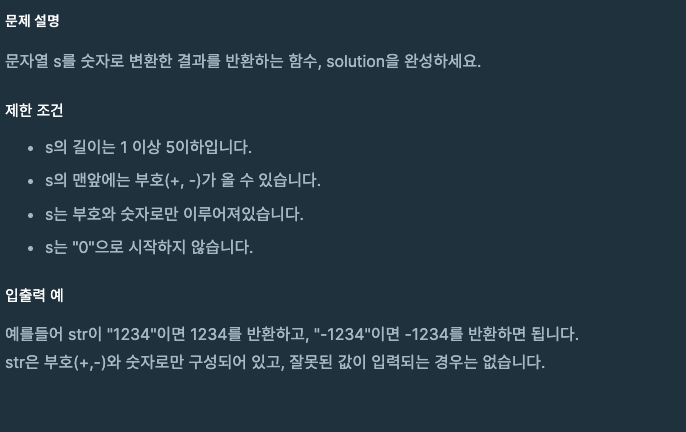 문제 설명
문자열 s를 숫자로 변환한 결과를 반환하는 함수, solution을 완성하세요.
제한 조건
• s의 길이는 1 이상 5이하입니다.
• s의 맨앞에는 부호(+, -)가 올 수 있습니다.
• s는 부호와 숫자로만 이루어져있습니다.
• s는 "0"으로 시작하지 않습니다.
입출력 예
예를들어 str이 "1234"이면 1234를 반환하고, "-1234"이면 -1234를 반환하면 됩니다.
str은 부호(+,-)와 숫자로만 구성되어 있고, 잘못된 값이 입력되는 경우는 없습니다.